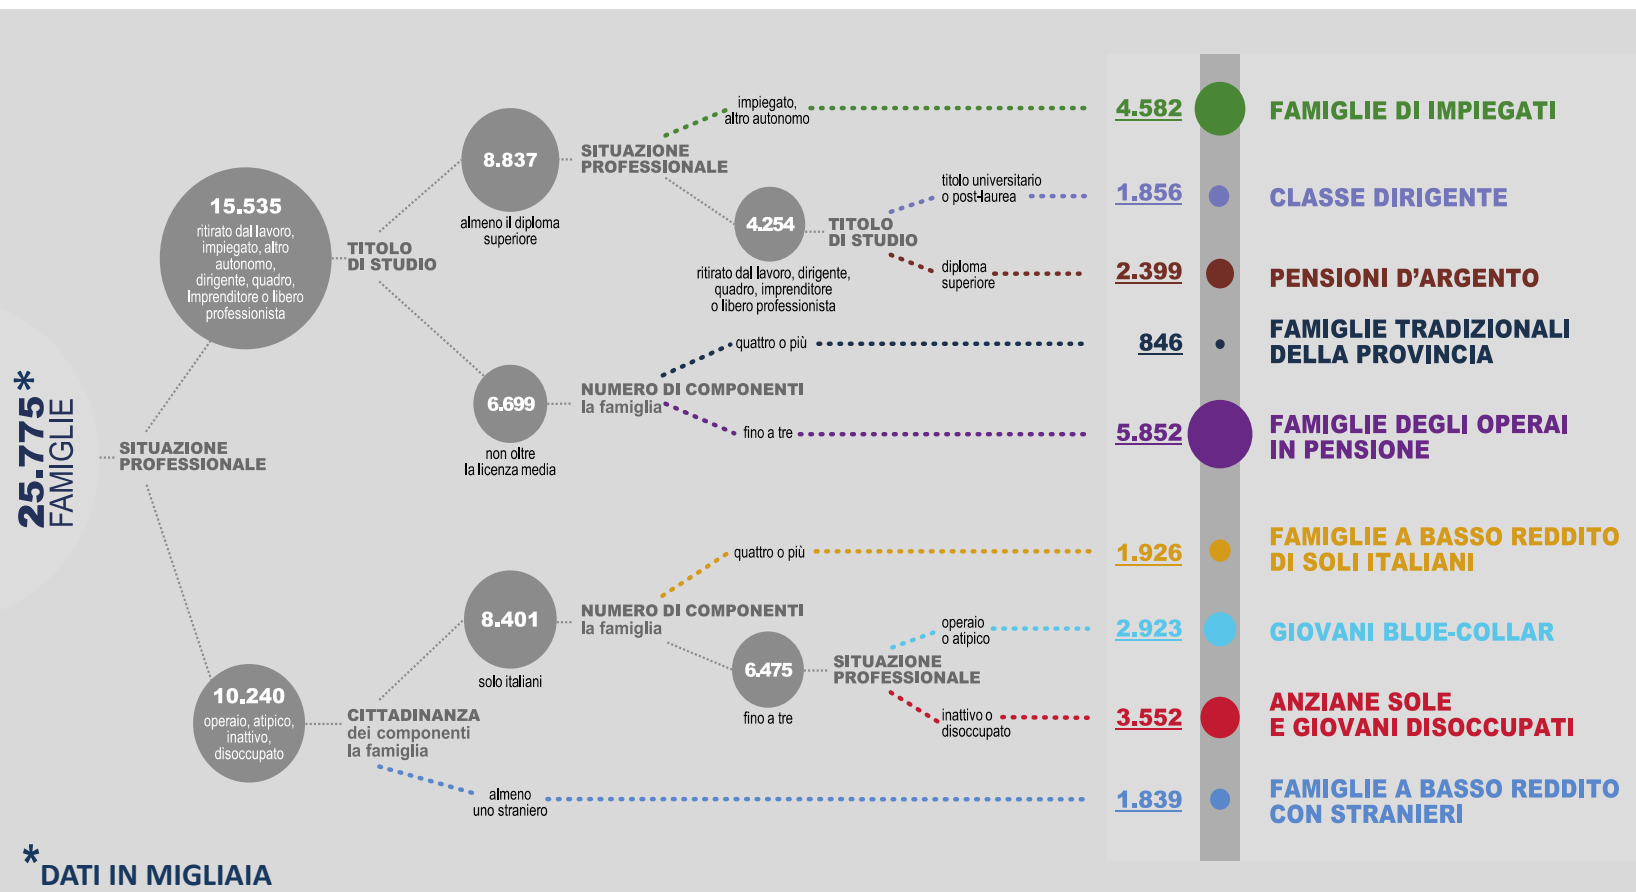 25.775*
FAMIGLIE
SITUAZIONE
PROFESSIONALE
15.535
ritirato dal lavoro,
impiegato, altro
autonomo,
dirigente, quadro,
Imprenditore o libero
professionista
TITOLO
DI STUDIO
8.837
almeno il diploma
superiore
SITUAZIONE
PROFESSIONALE
impiegato,
altro autonomo
4.582
FAMIGLIE DI IMPIEGATI
4.254
ritirato dal lavoro, dirigente,
quadro, imprenditore
o libero professionista
TITOLO
DI STUDIO
titolo universitario
o post-laurea
1.856
CLASSE DIRIGENTE
diploma
superiore
2.399
PENSIONI D'ARGENTO
6.699
non oltre
la licenza media
NUMERO DI COMPONENTI
la famiglia
quattro o più
846
FAMIGLIE TRADIZIONALI
DELLA PROVINCIA
fino a tre
5.852
FAMIGLIE DEGLI OPERAI
IN PENSIONE
10.240
operaio, atipico,
inattivo,
disoccupato
CITTADINANZA
dei componenti
la famiglia
8.401
solo italiani
NUMERO DI COMPONENTI
la famiglia
quattro o più
1.926
FAMIGLIE A BASSO REDDITO
DI SOLI ITALIANI
6.475
fino a tre
SITUAZIONE
PROFESSIONALE
operaio
o atipico
2.923
GIOVANI BLUE-COLLAR
inattivo o
disoccupato
3.552
ANZIANE SOLE
E GIOVANI DISOCCUPATI
almeno
uno straniero
1.839
FAMIGLIE A BASSO REDDITO
CON STRANIERI
*DATI IN MIGLIAIA